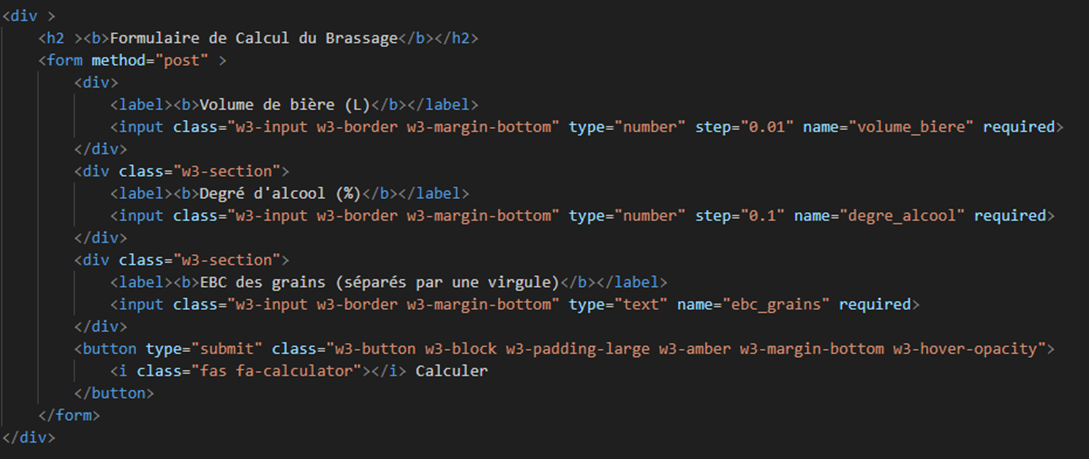 <div >
<h2 ><b>Formulaire de Calcul du Brassage</b></h2>
<form method="post" >
<div>
<label><b>Volume de bière (L)</b></label>
<input class="w3-input w3-border w3-margin-bottom" type="number" step="0.01" name="volume_biere" required>
</div>
<div class="w3-section">
<label><b>Degré d'alcool (%)</b></label>
<input class="w3-input w3-border w3-margin-bottom" type="number" step="0.1" name="degre_alcool" required>
</div>
<div class="w3-section">
<label><b>EBC des grains (séparés par une virgule)</b></label>
<input class="w3-input w3-border w3-margin-bottom" type="text" name="ebc_grains" required>
</div>
<button type="submit" class="w3-button w3-block w3-padding-large w3-amber w3-margin-bottom w3-hover-opacity">
<i class="fas fa-calculator"></i> Calculer
</button>
</form>
</div>